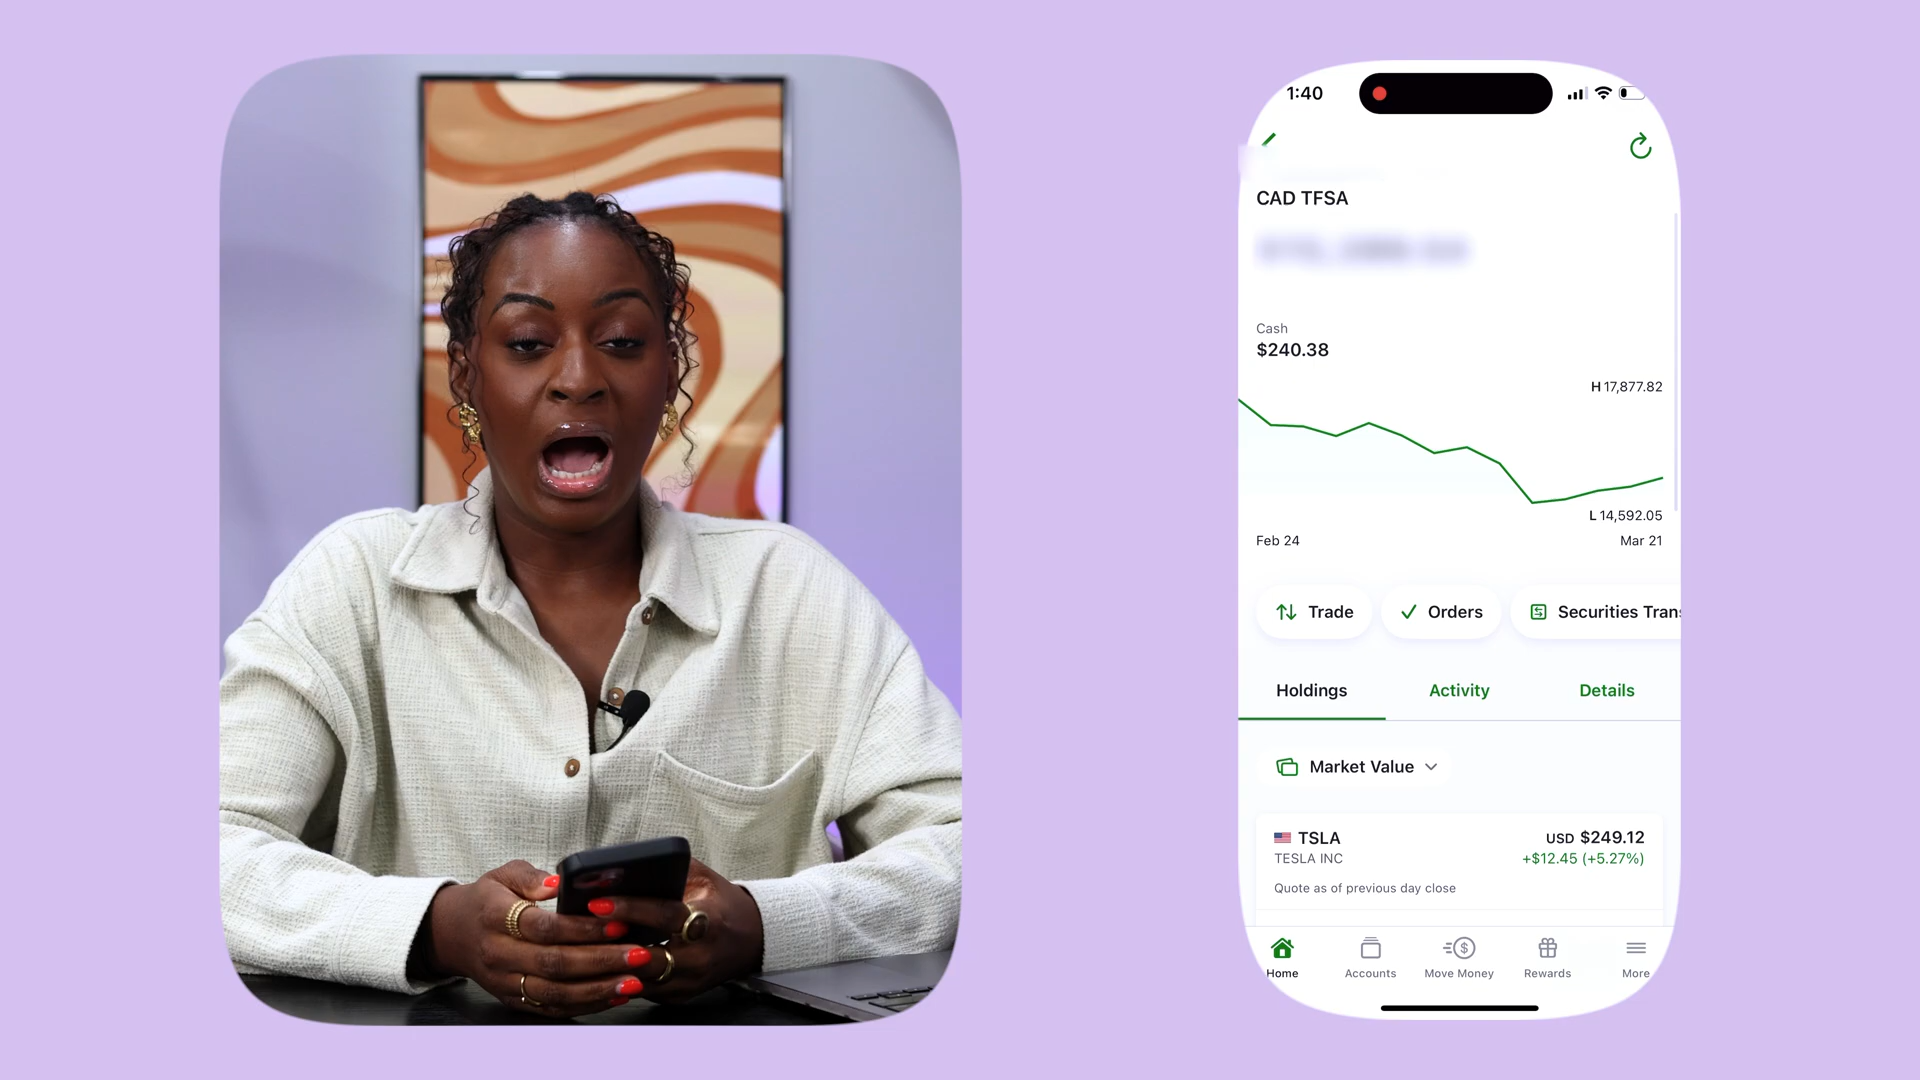 1:40
CAD TFSA
Cash
$240.38
H 17,877.82
L 14,592.05
Feb 24 Mar 21
Trade Orders Securities Trans
Holdings Activity Details
Market Value
TSLA USD $249.12
TESLA INC +$12.45 (+5.27%)
Quote as of previous day close
Home Accounts Move Money Rewards More